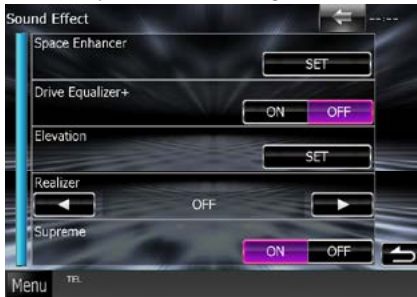 Sound Effect --:--
Space Enhancer
SET
Drive Equalizer+
ON OFF
Elevation
SET
Realizer
OFF
Supreme
ON OFF
Menu TEL